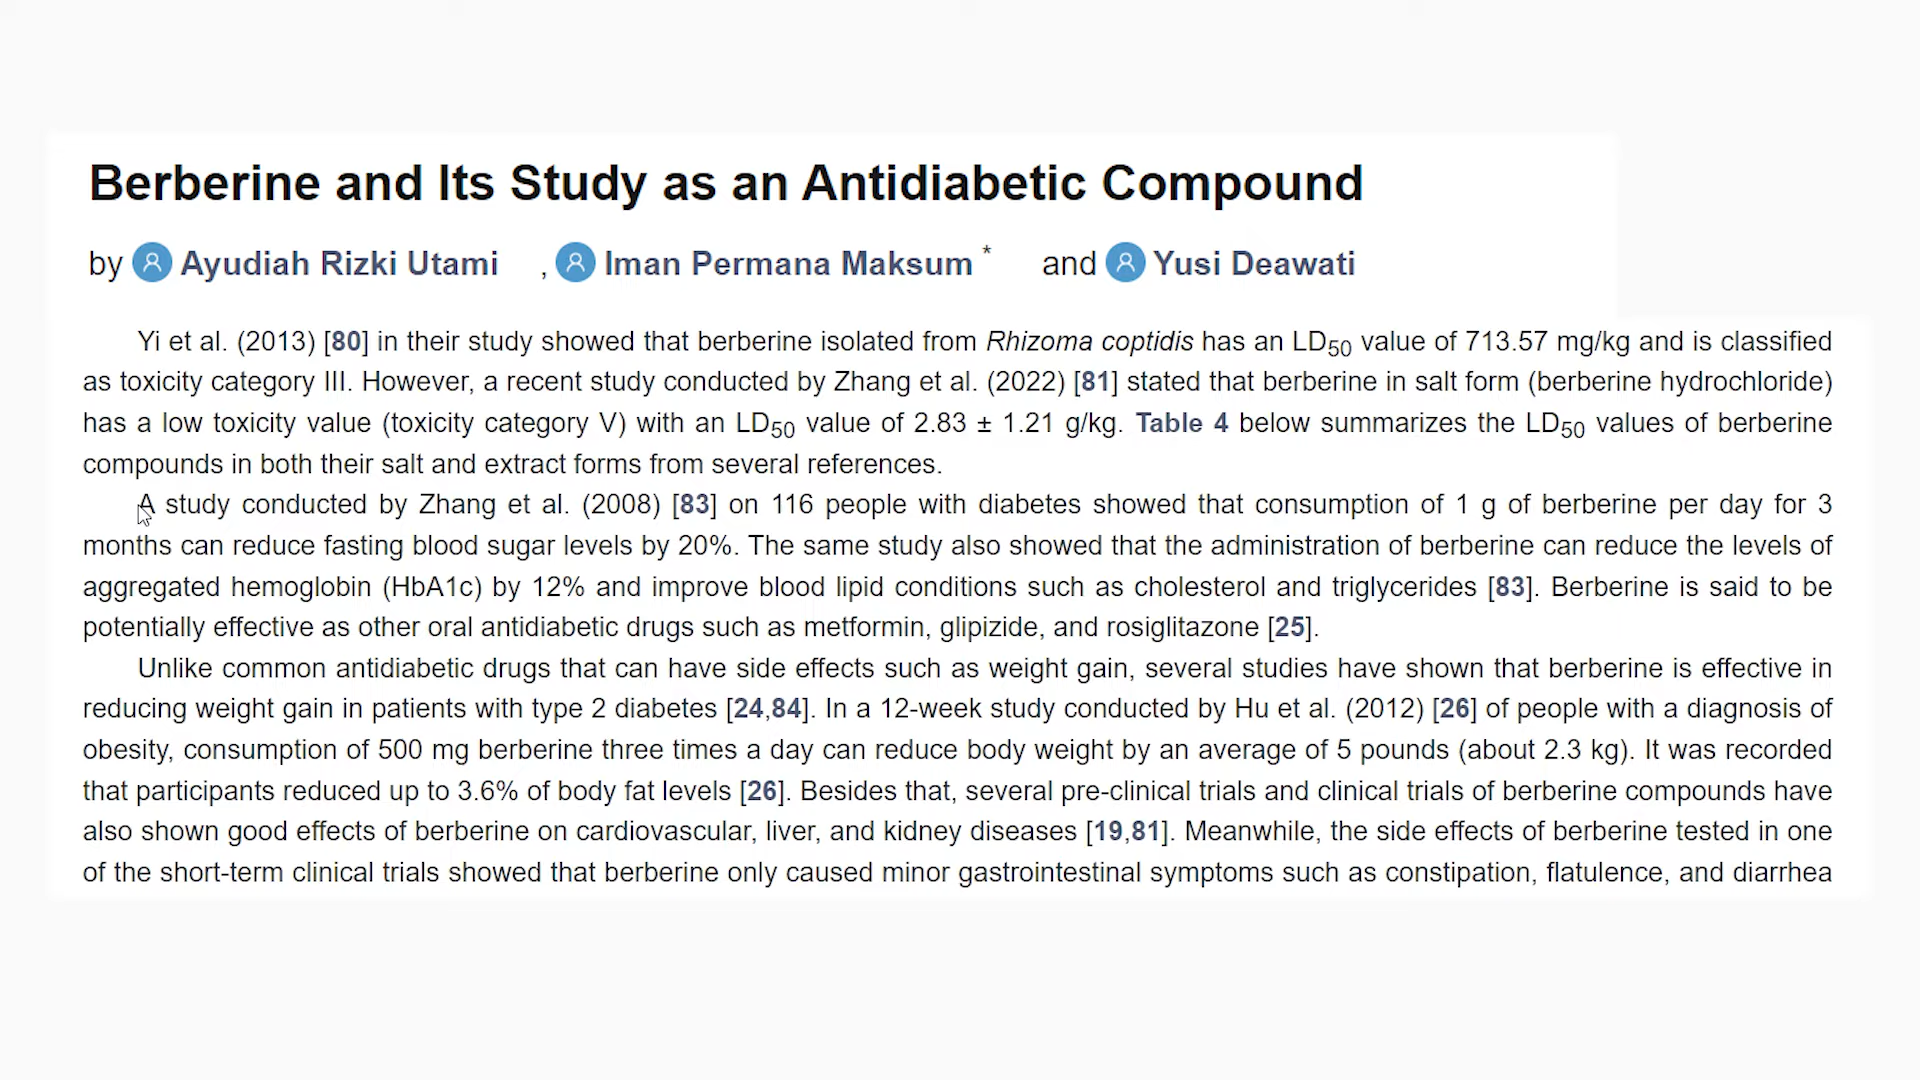 Berberine and Its Study as an Antidiabetic Compound
by Ayudiah Rizki Utami , Iman Permana Maksum * and Yusi Deawati
Yi et al. (2013) [80] in their study showed that berberine isolated from Rhizoma coptidis has an LD50 value of 713.57 mg/kg and is classified
as toxicity category III. However, a recent study conducted by Zhang et al. (2022) [81] stated that berberine in salt form (berberine hydrochloride)
has a low toxicity value (toxicity category V) with an LD50 value of 2.83 ± 1.21 g/kg. Table 4 below summarizes the LD50 values of berberine
compounds in both their salt and extract forms from several references.
A study conducted by Zhang et al. (2008) [83] on 116 people with diabetes showed that consumption of 1 g of berberine per day for 3
months can reduce fasting blood sugar levels by 20%. The same study also showed that the administration of berberine can reduce the levels of
aggregated hemoglobin (HbA1c) by 12% and improve blood lipid conditions such as cholesterol and triglycerides [83]. Berberine is said to be
potentially effective as other oral antidiabetic drugs such as metformin, glipizide, and rosiglitazone [25].
Unlike common antidiabetic drugs that can have side effects such as weight gain, several studies have shown that berberine is effective in
reducing weight gain in patients with type 2 diabetes [24,84]. In a 12-week study conducted by Hu et al. (2012) [26] of people with a diagnosis of
obesity, consumption of 500 mg berberine three times a day can reduce body weight by an average of 5 pounds (about 2.3 kg). It was recorded
that participants reduced up to 3.6% of body fat levels [26]. Besides that, several pre-clinical trials and clinical trials of berberine compounds have
also shown good effects of berberine on cardiovascular, liver, and kidney diseases [19,81]. Meanwhile, the side effects of berberine tested in one
of the short-term clinical trials showed that berberine only caused minor gastrointestinal symptoms such as constipation, flatulence, and diarrhea